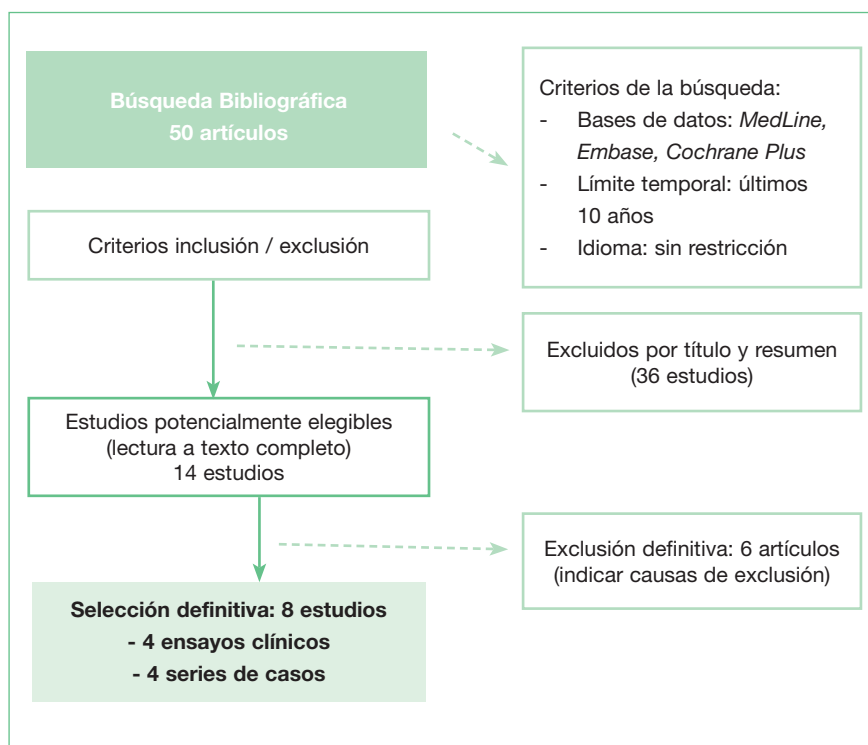 Búsqueda Bibliográfica
50 artículos
Criterios de la búsqueda:
- Bases de datos: MedLine,
Embase, Cochrane Plus
- Límite temporal: últimos
10 años
- Idioma: sin restricción
Criterios inclusión / exclusión
Excluidos por título y resumen
(36 estudios)
Estudios potencialmente elegibles
(lectura a texto completo)
14 estudios
Exclusión definitiva: 6 artículos
(indicar causas de exclusión)
Selección definitiva: 8 estudios
- 4 ensayos clínicos
- 4 series de casos